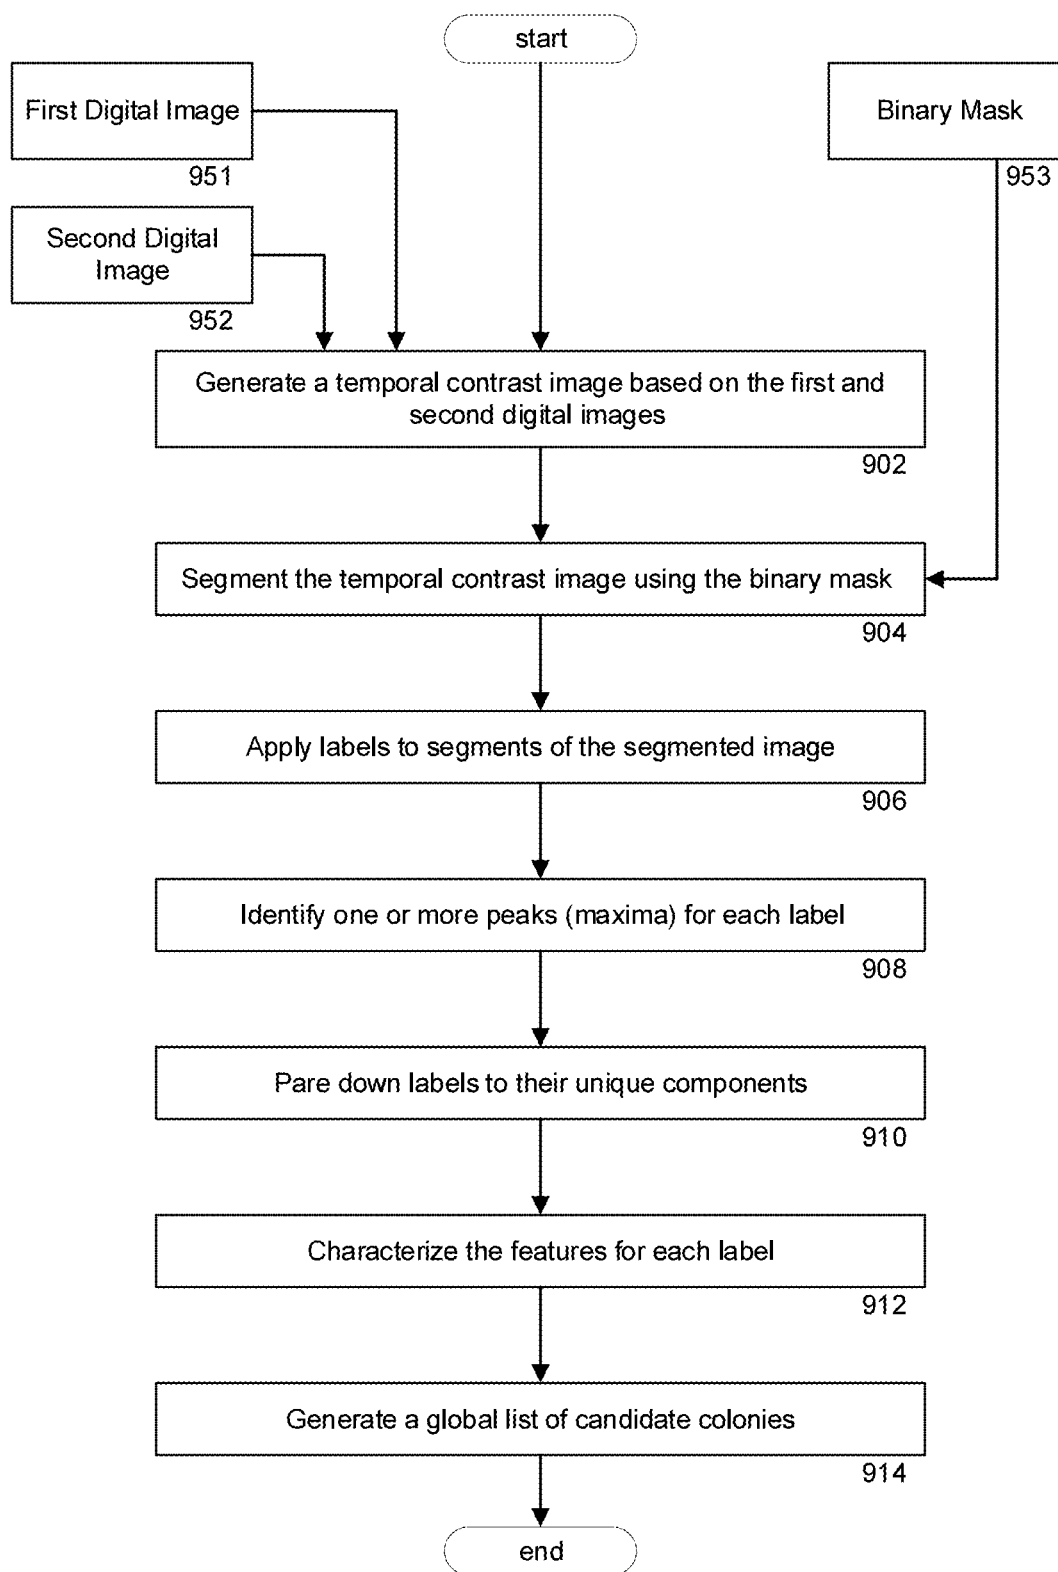 start
First Digital Image
951
Binary Mask
953
Second Digital
Image
952
Generate a temporal contrast image based on the first and
second digital images
902
Segment the temporal contrast image using the binary mask
904
Apply labels to segments of the segmented image
906
Identify one or more peaks (maxima) for each label
908
Pare down labels to their unique components
910
Characterize the features for each label
912
Generate a global list of candidate colonies
914
end